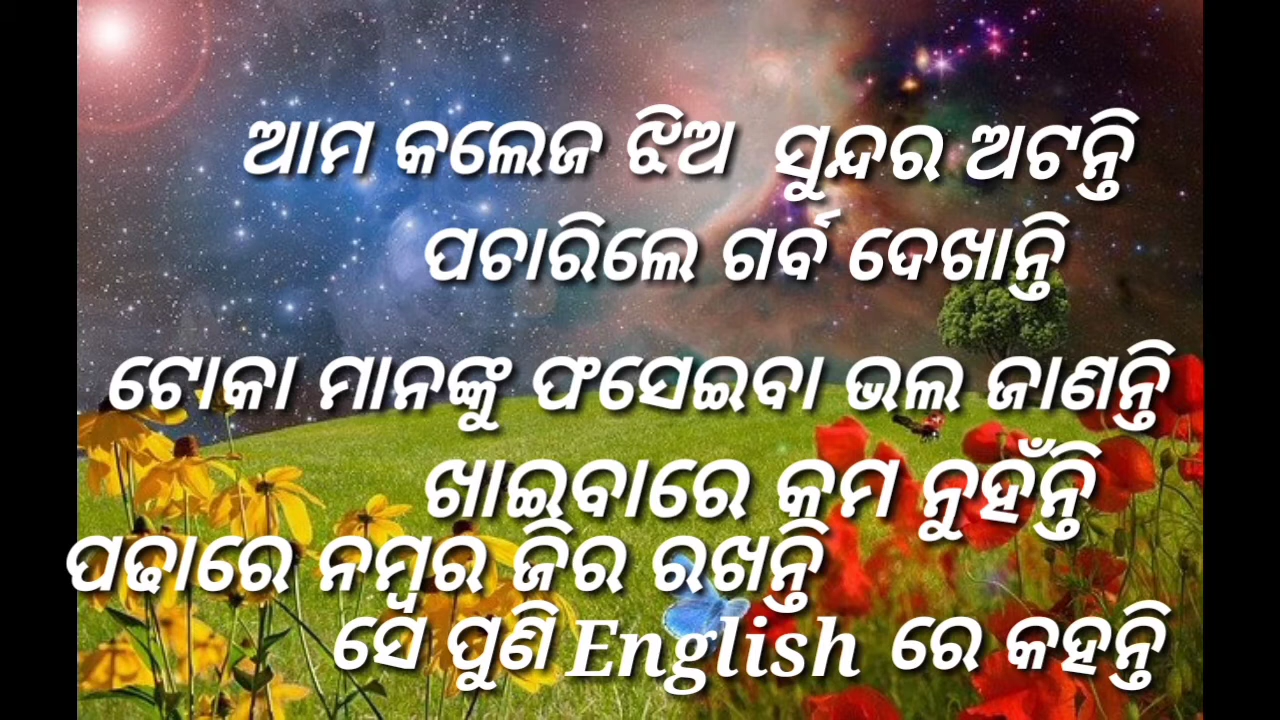 ଆମ କଲେଜ ଝିଅ ସୁନ୍ଦର ଅଟନ୍ତି
ପଚାରିଲେ ଗର୍ବ ଦେଖାନ୍ତି
ଟୋକା ମାନଙ୍କୁ ଫସେଇବା ଭଲ ଜାଣନ୍ତି
ଖାଇବାରେ କମ ନୁହଁନ୍ତି
ପଢାରେ ନମ୍ବର ଜିର ରଖନ୍ତି
ସେ ପୁଣି English ରେ କହନ୍ତି